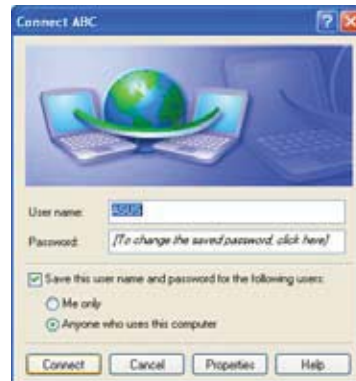 Connect ABC
User name: ASUS
Password: [To change the saved password, click here]
Save this user name and password for the following users:
Me only
Anyone who uses this computer
Connect Cancel Properties Help